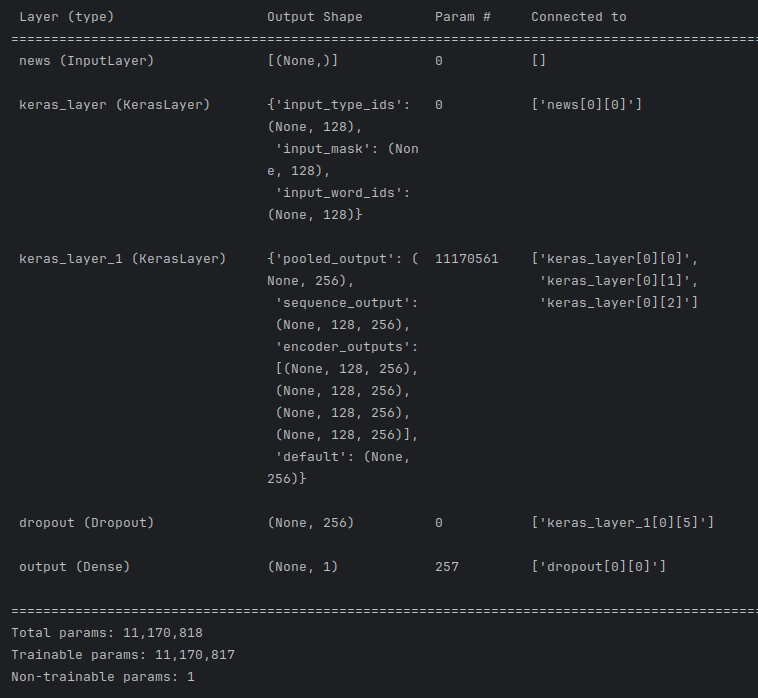 Layer (type) Output Shape Param # Connected to
==================================================================================================
news (InputLayer) [(None,)] 0 []
keras_layer (KerasLayer) {'input_type_ids': 0 ['news[0][0]']
(None, 128),
'input_mask': (Non
e, 128),
'input_word_ids':
(None, 128)}
keras_layer_1 (KerasLayer) {'pooled_output': ( 11170561 ['keras_layer[0][0]',
None, 256), 'keras_layer[0][1]',
'sequence_output': 'keras_layer[0][2]']
(None, 128, 256),
'encoder_outputs':
[(None, 128, 256),
(None, 128, 256),
(None, 128, 256),
(None, 128, 256)],
'default': (None,
256)}
dropout (Dropout) (None, 256) 0 ['keras_layer_1[0][5]']
output (Dense) (None, 1) 257 ['dropout[0][0]']
==================================================================================================
Total params: 11,170,818
Trainable params: 11,170,817
Non-trainable params: 1